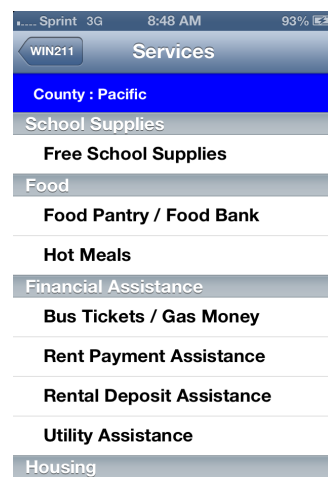 Sprint 3G 8:48 AM 93%
WIN211 Services
County : Pacific
School Supplies
Free School Supplies
Food
Food Pantry / Food Bank
Hot Meals
Financial Assistance
Bus Tickets / Gas Money
Rent Payment Assistance
Rental Deposit Assistance
Utility Assistance
Housing